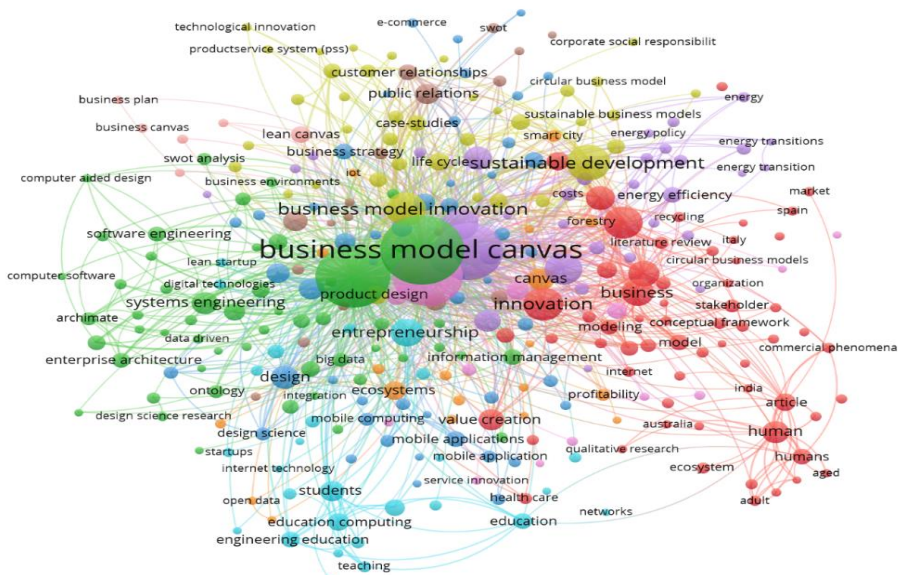 technological innovation
e-commerce
swot
productservice system (pss)
corporate social responsibilit
customer relationships
circular business model
public relations
business plan
energy
sustainable business models
case-studies
business canvas
lean canvas
smart city
energy policy
energy transitions
business strategy
life cycle
sustainable development
swot analysis
energy transition
iot
computer aided design
business environments
costs
energy efficiency
market
business model innovation
spain
forestry
recycling
software engineering
literature review
italy
business model canvas
lean startup
circular business models
computer software
digital technologies
canvas
organization
product design
business
systems engineering
innovation
stakeholder
archimate
entrepreneurship
modeling
conceptual framework
data driven
model
commercial phenomena
enterprise architecture
big data
information management
internet
design
integration
ontology
ecosystems
profitability
india
article
design science research
mobile computing
value creation
australia
design science
human
mobile applications
startups
qualitative research
mobile application
humans
internet technology
ecosystem
aged
service innovation
students
open data
health care
adult
education computing
education
networks
engineering education
teaching